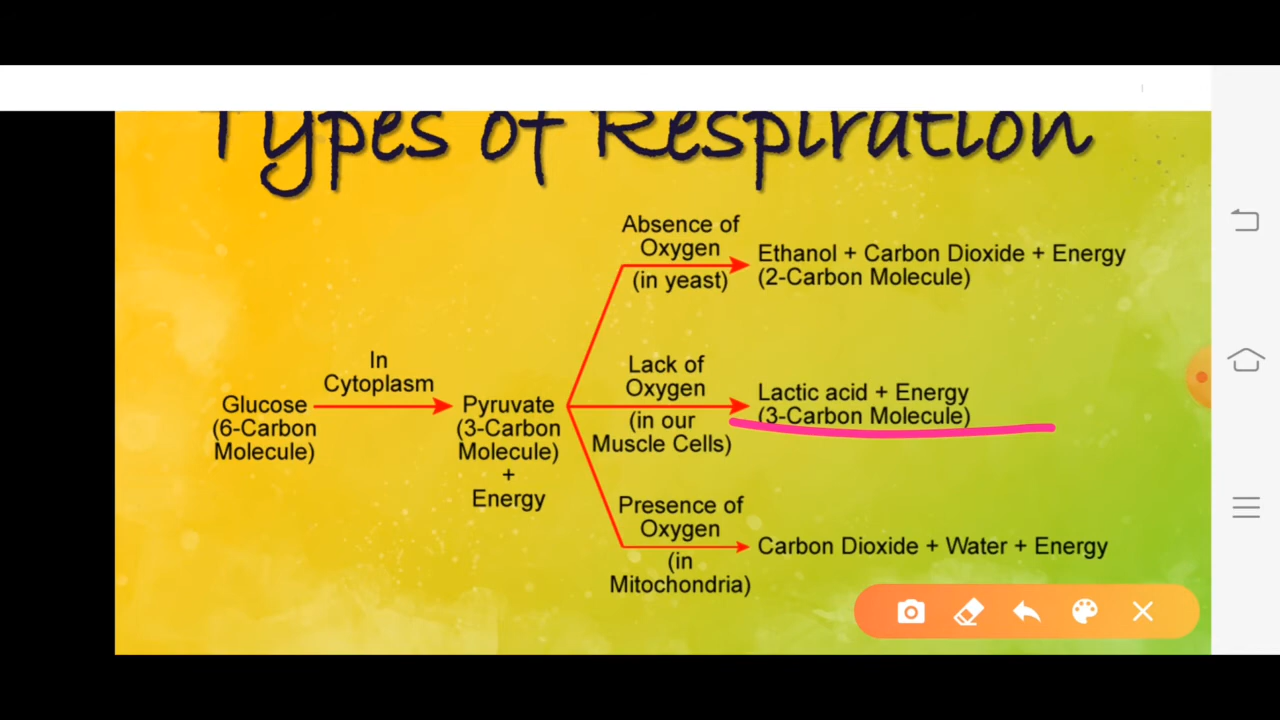 Types of Respiration
Absence of
Oxygen
(in yeast)
Ethanol + Carbon Dioxide + Energy
(2-Carbon Molecule)
In
Cytoplasm
Glucose
(6-Carbon
Molecule)
Pyruvate
(3-Carbon
Molecule)
+
Energy
Lack of
Oxygen
(in our
Muscle Cells)
Lactic acid + Energy
(3-Carbon Molecule)
Presence of
Oxygen
(in
Mitochondria)
Carbon Dioxide + Water + Energy